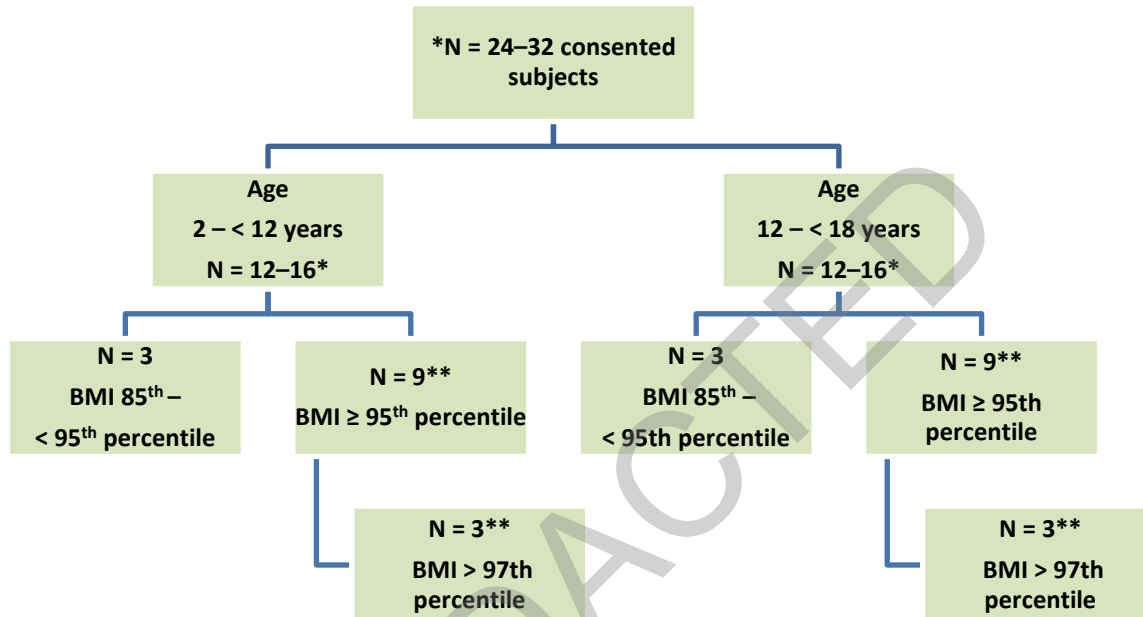 *N = 24–32 consented
subjects
Age
2 – < 12 years
N = 12–16*
Age
12 – < 18 years
N = 12–16*
N = 3
BMI 85th –
< 95th percentile
N = 9**
BMI ≥ 95th percentile
N = 3
BMI 85th –
< 95th percentile
N = 9**
BMI ≥ 95th
percentile
N = 3**
BMI > 97th
percentile
N = 3**
BMI > 97th
percentile
DACTED